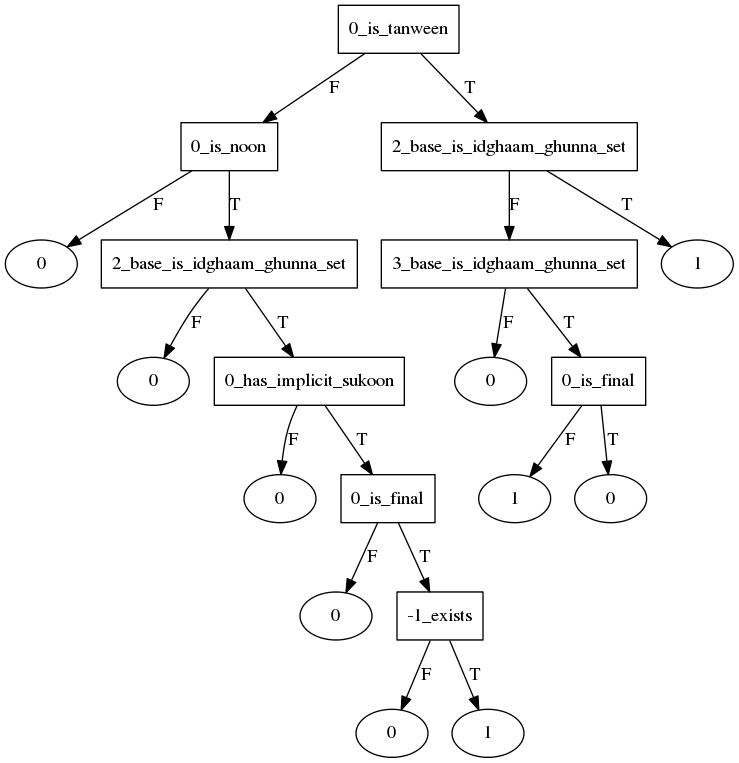 0_is_tanween
F
T
0_is_noon
2_base_is_idghaam_ghunna_set
F
T
F
T
0
2_base_is_idghaam_ghunna_set
3_base_is_idghaam_ghunna_set
1
F
T
F
T
0
0_has_implicit_sukoon
0
0_is_final
F
T
F
T
0
0_is_final
1
0
F
T
0
-1_exists
F
T
0
1